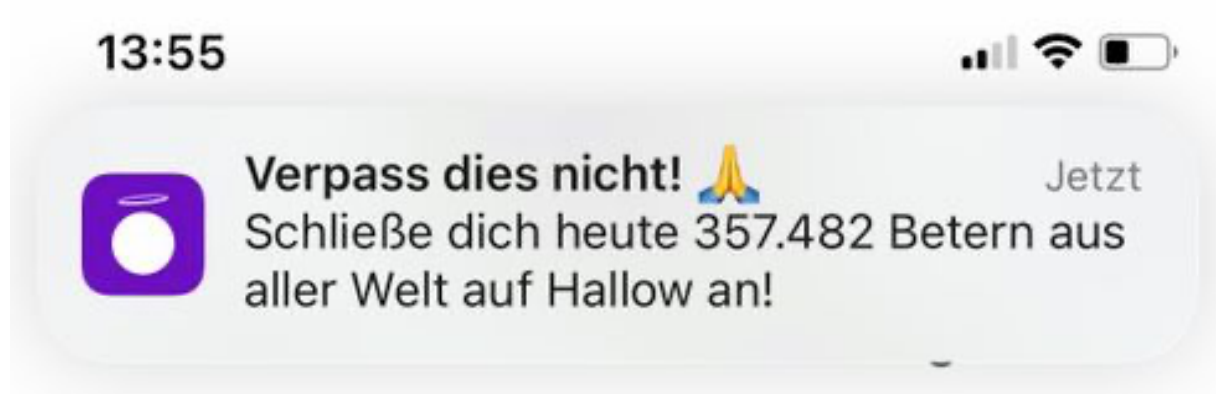 13:55
Verpass dies nicht! 🙏
Jetzt
Schließe dich heute 357.482 Betern aus
aller Welt auf Hallow an!